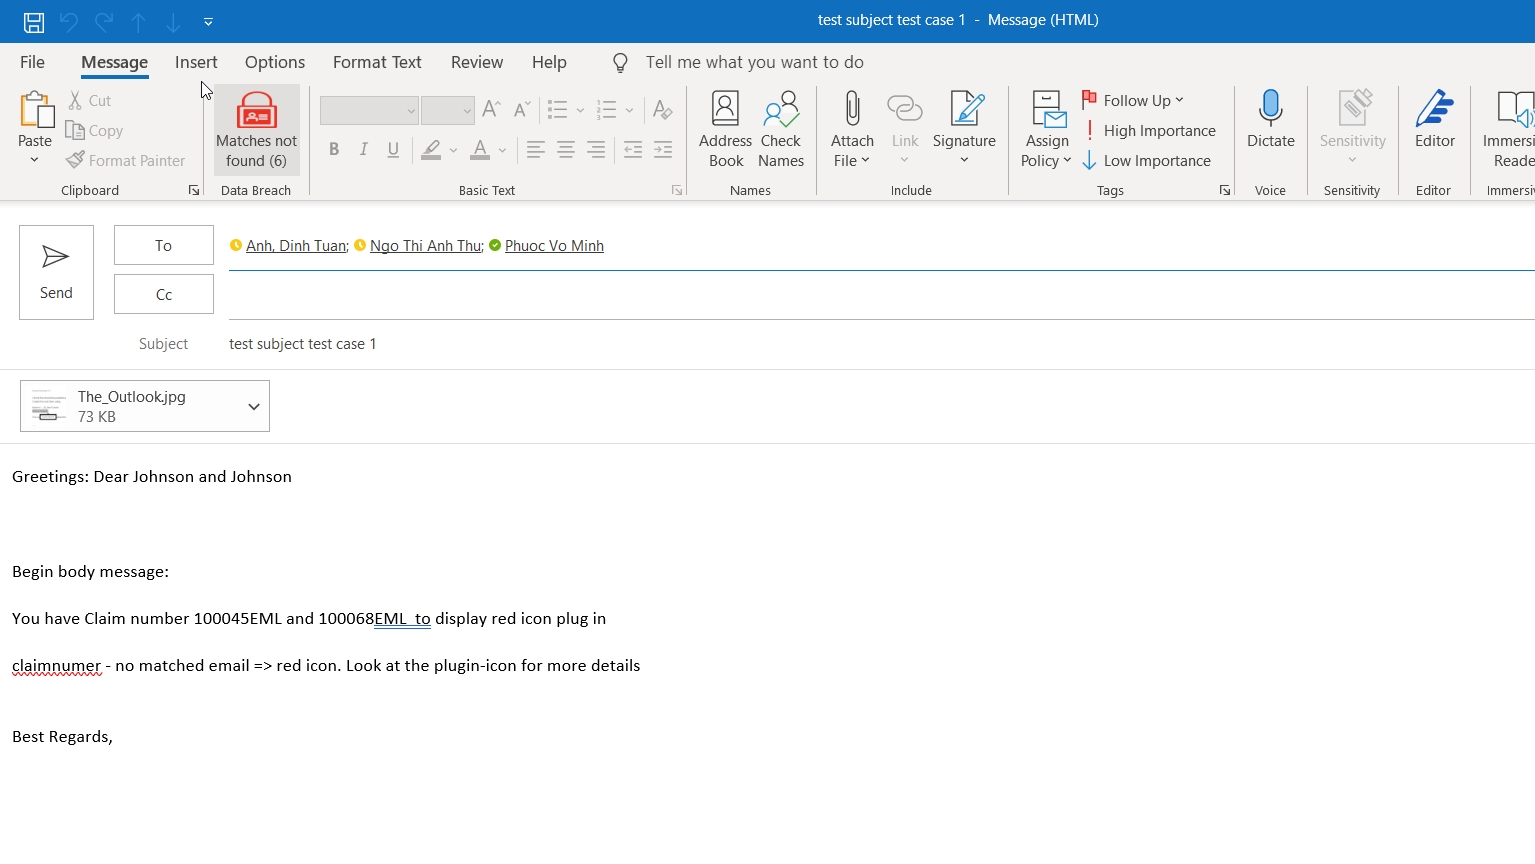 test subject test case 1 - Message (HTML)
File Message Insert Options Format Text Review Help Tell me what you want to do
Paste
Cut
Copy
Format Painter
Clipboard
Matches not
found (6)
Data Breach
B I U A
Basic Text
Address
Book
Check
Names
Names
Attach
File
Link
Signature
Include
Assign
Policy
Follow Up
High Importance
Low Importance
Tags
Dictate
Voice
Sensitivity
Sensitivity
Editor
Editor
Immersi
Reade
Immersiv
Send
To
Anh, Dinh Tuan; Ngo Thi Anh Thu; Phuoc Vo Minh
Cc
Subject test subject test case 1
The_Outlook.jpg
73 KB
Greetings: Dear Johnson and Johnson
Begin body message:
You have Claim number 100045EML and 100068EML to display red icon plug in
claimnumer - no matched email => red icon. Look at the plugin-icon for more details
Best Regards,